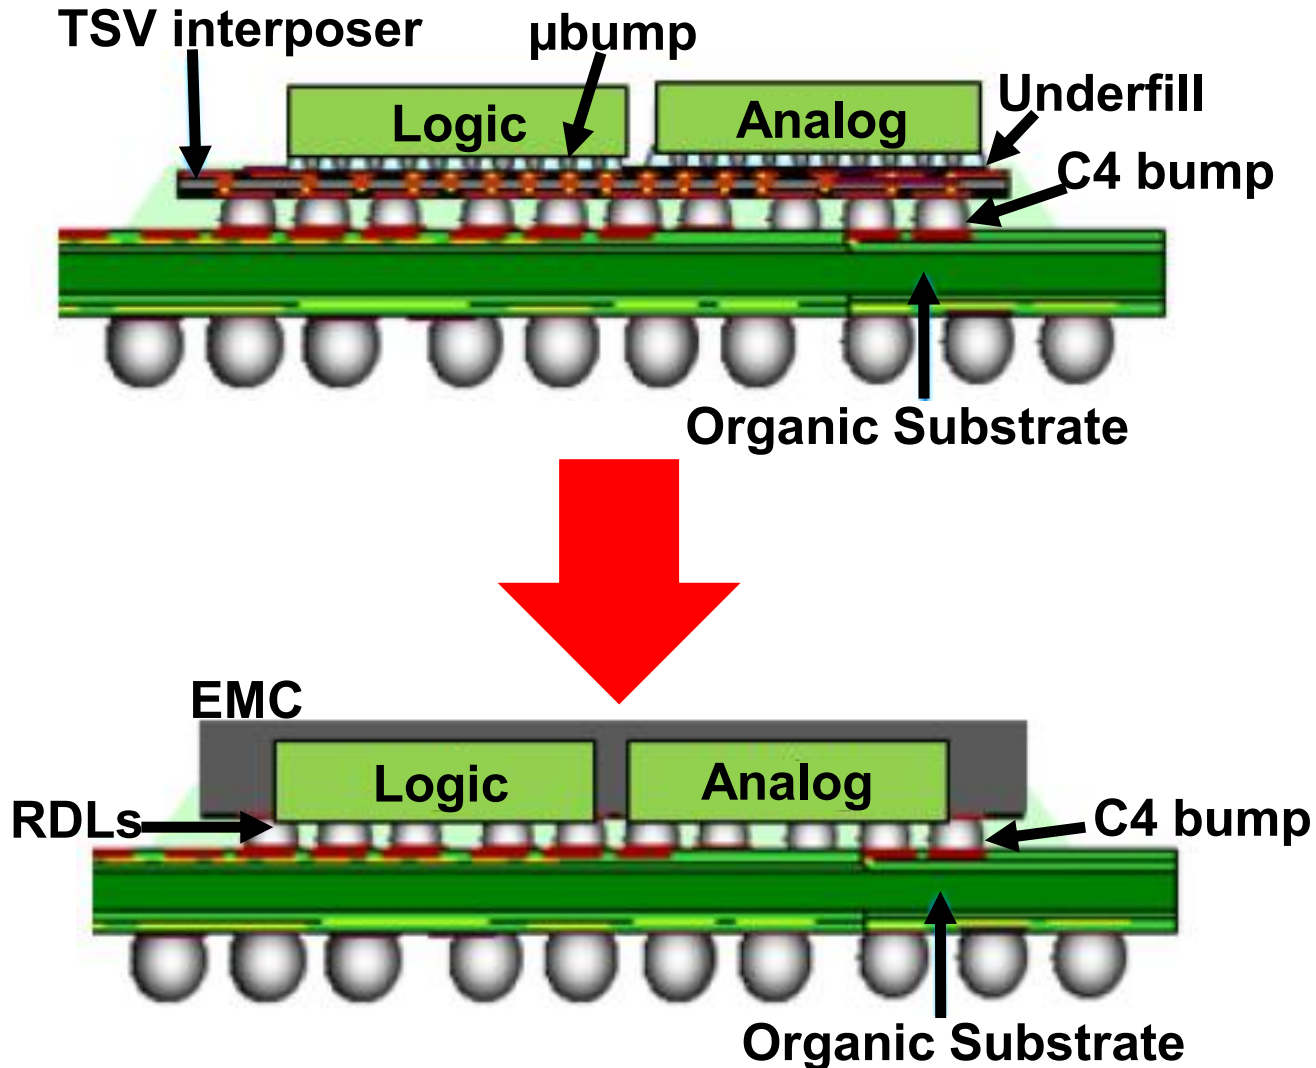 TSV interposer
µbump
Logic
Analog
Underfill
C4 bump
Organic Substrate
EMC
Logic
Analog
RDLs
C4 bump
Organic Substrate